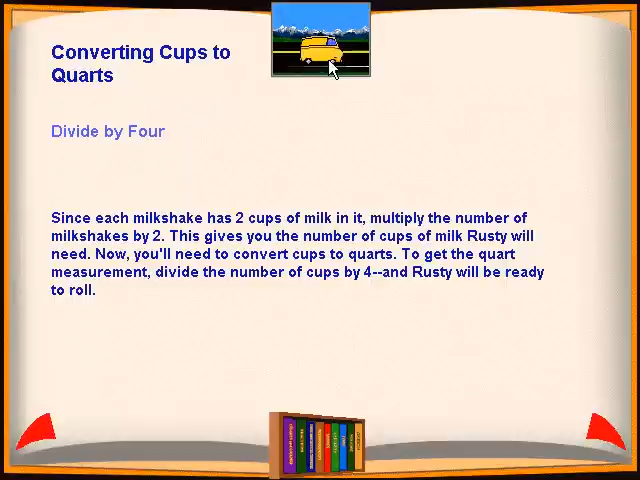 Converting Cups to
Quarts
Divide by Four
Since each milkshake has 2 cups of milk in it, multiply the number of
milkshakes by 2. This gives you the number of cups of milk Rusty will
need. Now, you'll need to convert cups to quarts. To get the quart
measurement, divide the number of cups by 4--and Rusty will be ready
to roll.